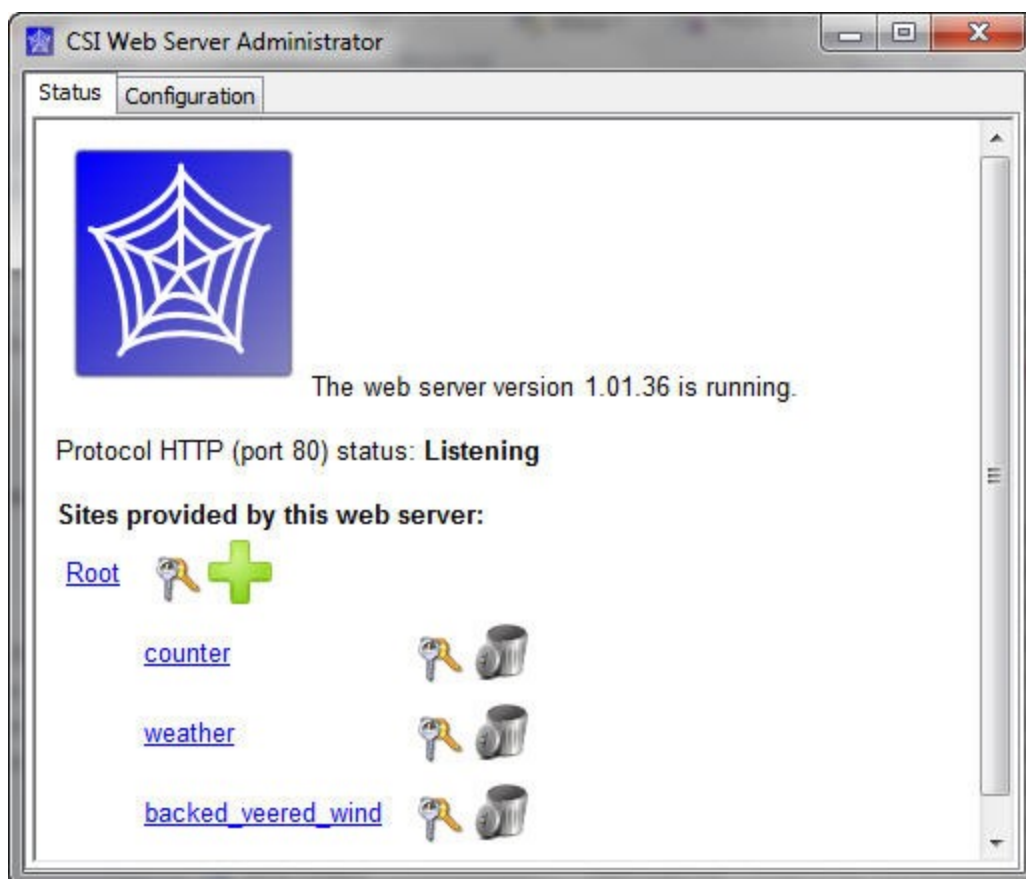 CSI Web Server Administrator
Status Configuration
The web server version 1.01.36 is running.
Protocol HTTP (port 80) status: Listening
Sites provided by this web server:
Root
counter
weather
backed_veered_wind